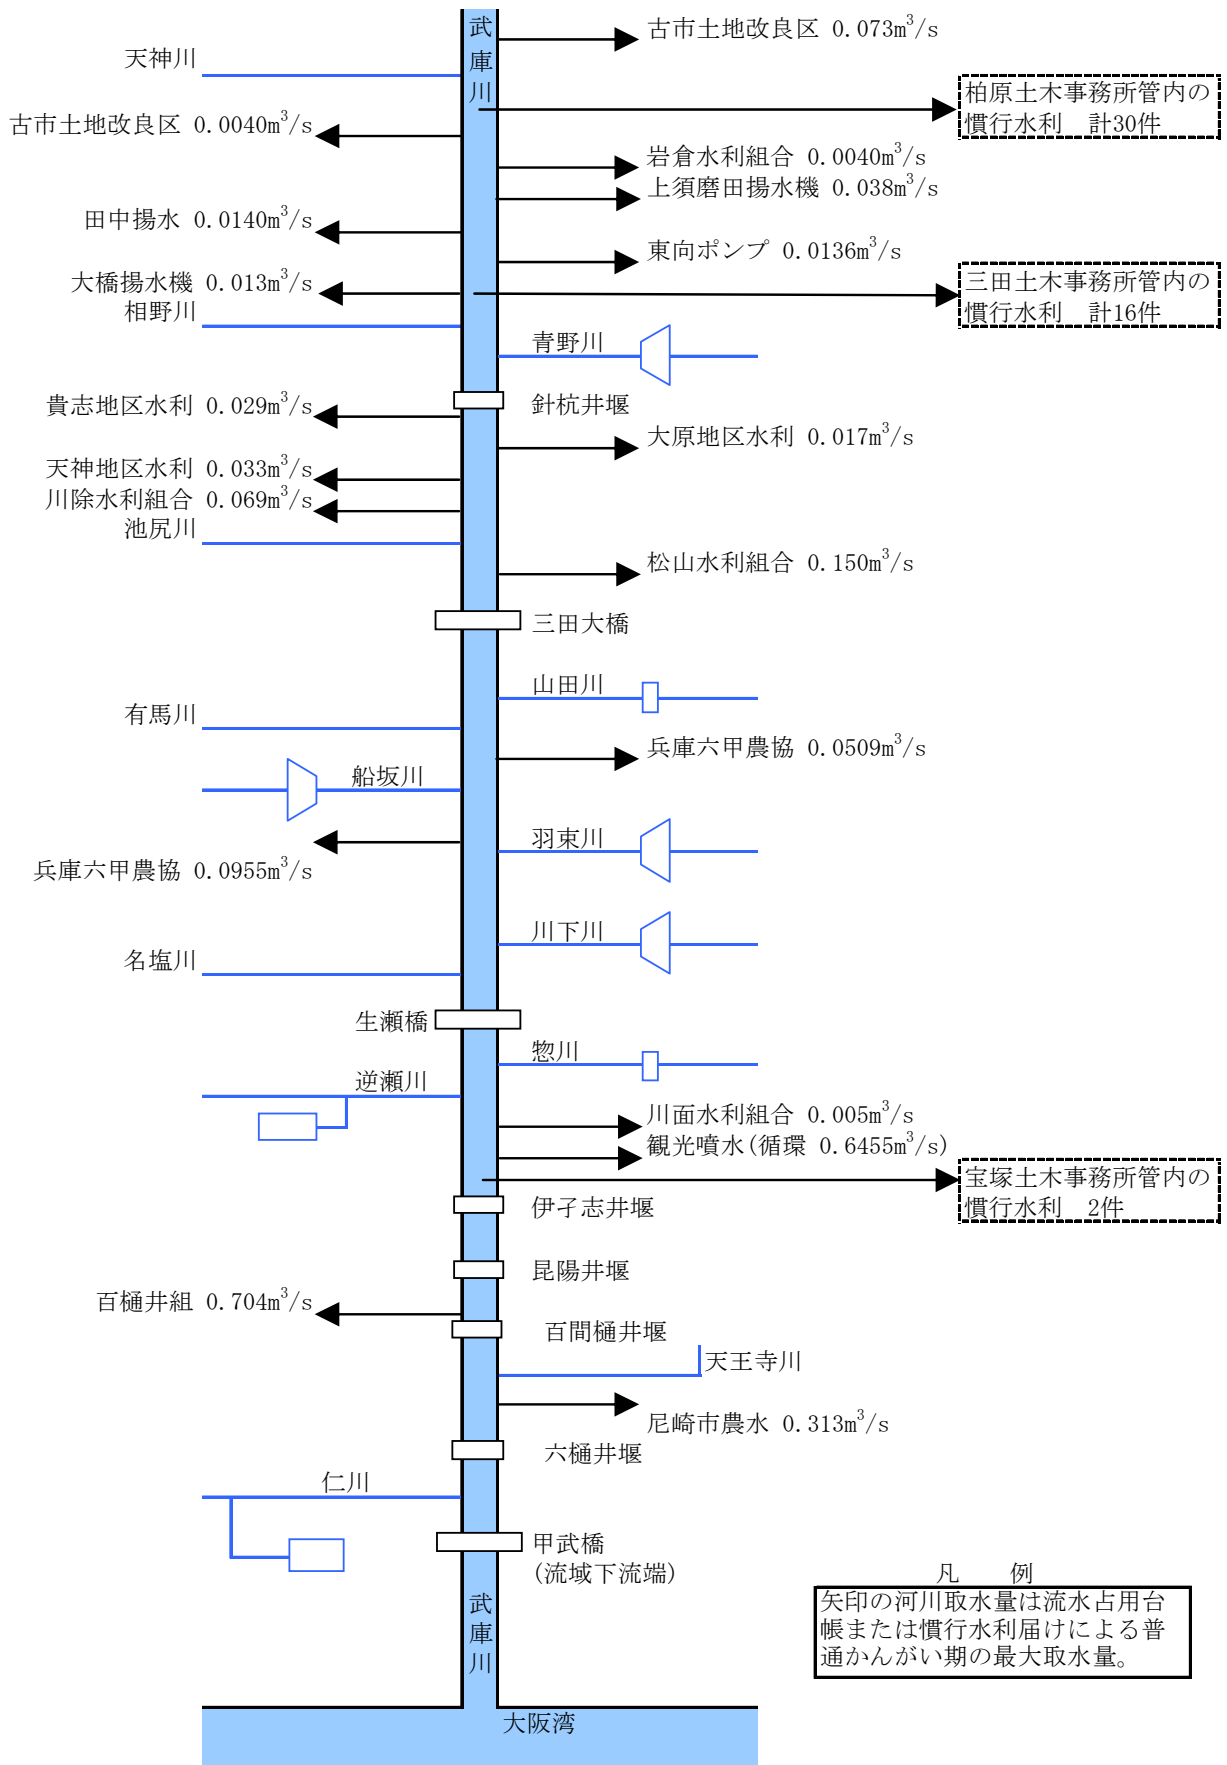 武庫川
古市土地改良区 0.073m³/s
天神川
柏原土木事務所管内の
慣行水利 計30件
古市土地改良区 0.0040m³/s
岩倉水利組合 0.0040m³/s
上須磨田揚水機 0.038m³/s
田中揚水 0.0140m³/s
東向ポンプ 0.0136m³/s
大橋揚水機 0.013m³/s
三田土木事務所管内の
慣行水利 計16件
相野川
青野川
貴志地区水利 0.029m³/s
針杭井堰
大原地区水利 0.017m³/s
天神地区水利 0.033m³/s
川除水利組合 0.069m³/s
池尻川
松山水利組合 0.150m³/s
三田大橋
山田川
有馬川
兵庫六甲農協 0.0509m³/s
船坂川
羽束川
兵庫六甲農協 0.0955m³/s
川下川
名塩川
生瀬橋
惣川
逆瀬川
川面水利組合 0.005m³/s
観光噴水(循環 0.6455m³/s)
宝塚土木事務所管内の
慣行水利 2件
伊孑志井堰
昆陽井堰
百樋井組 0.704m³/s
百間樋井堰
天王寺川
尼崎市農水 0.313m³/s
六樋井堰
仁川
甲武橋
(流域下流端)
武庫川
凡 例
矢印の河川取水量は流水占用台
帳または慣行水利届けによる普
通かんがい期の最大取水量。
大阪湾